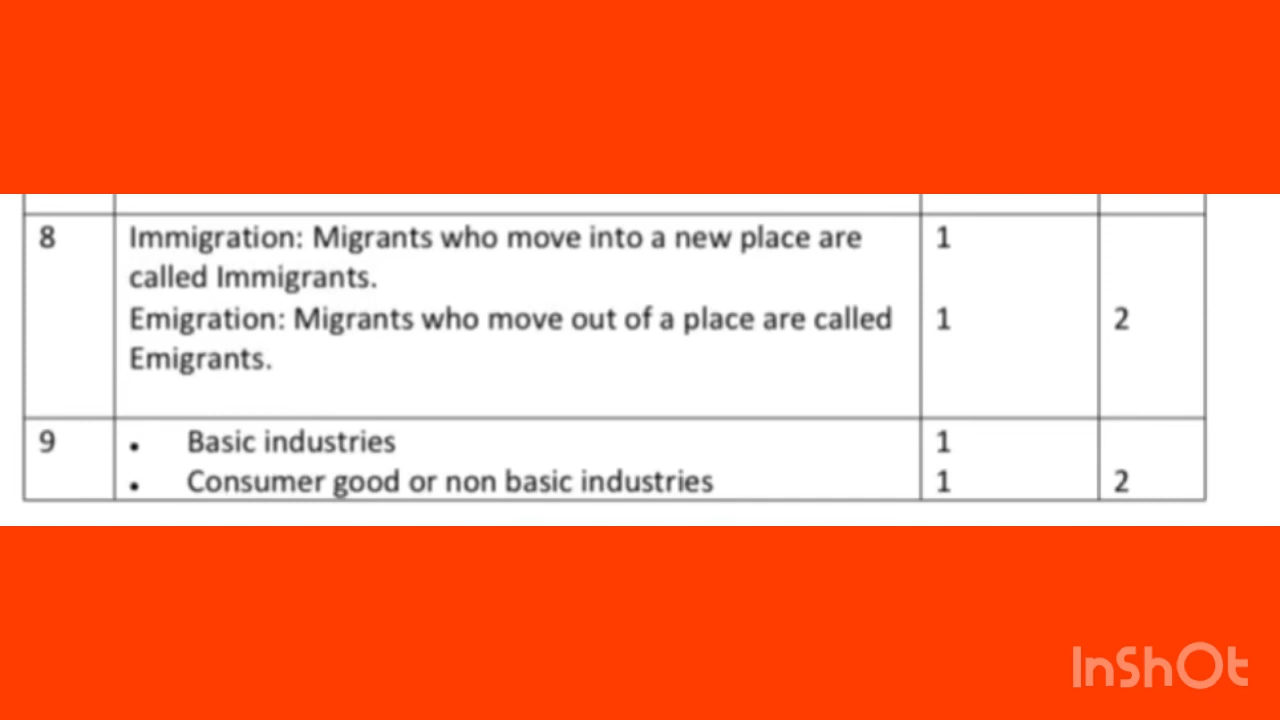 8 Immigration: Migrants who move into a new place are 1
called Immigrants.
Emigration: Migrants who move out of a place are called 1 2
Emigrants.
9 • Basic industries 1
• Consumer good or non basic industries 1 2
InShOt